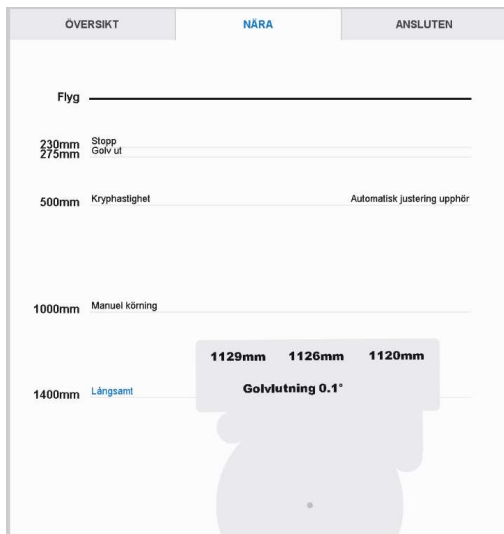 ÖVERSIKT NÄRA ANSLUTEN
Flyg
230mm Stopp
275mm Golv ut
500mm Kryphastighet Automatisk justering upphör
1000mm Manuel körning
1129mm 1126mm 1120mm
Golvlutning 0.1°
1400mm Långsamt